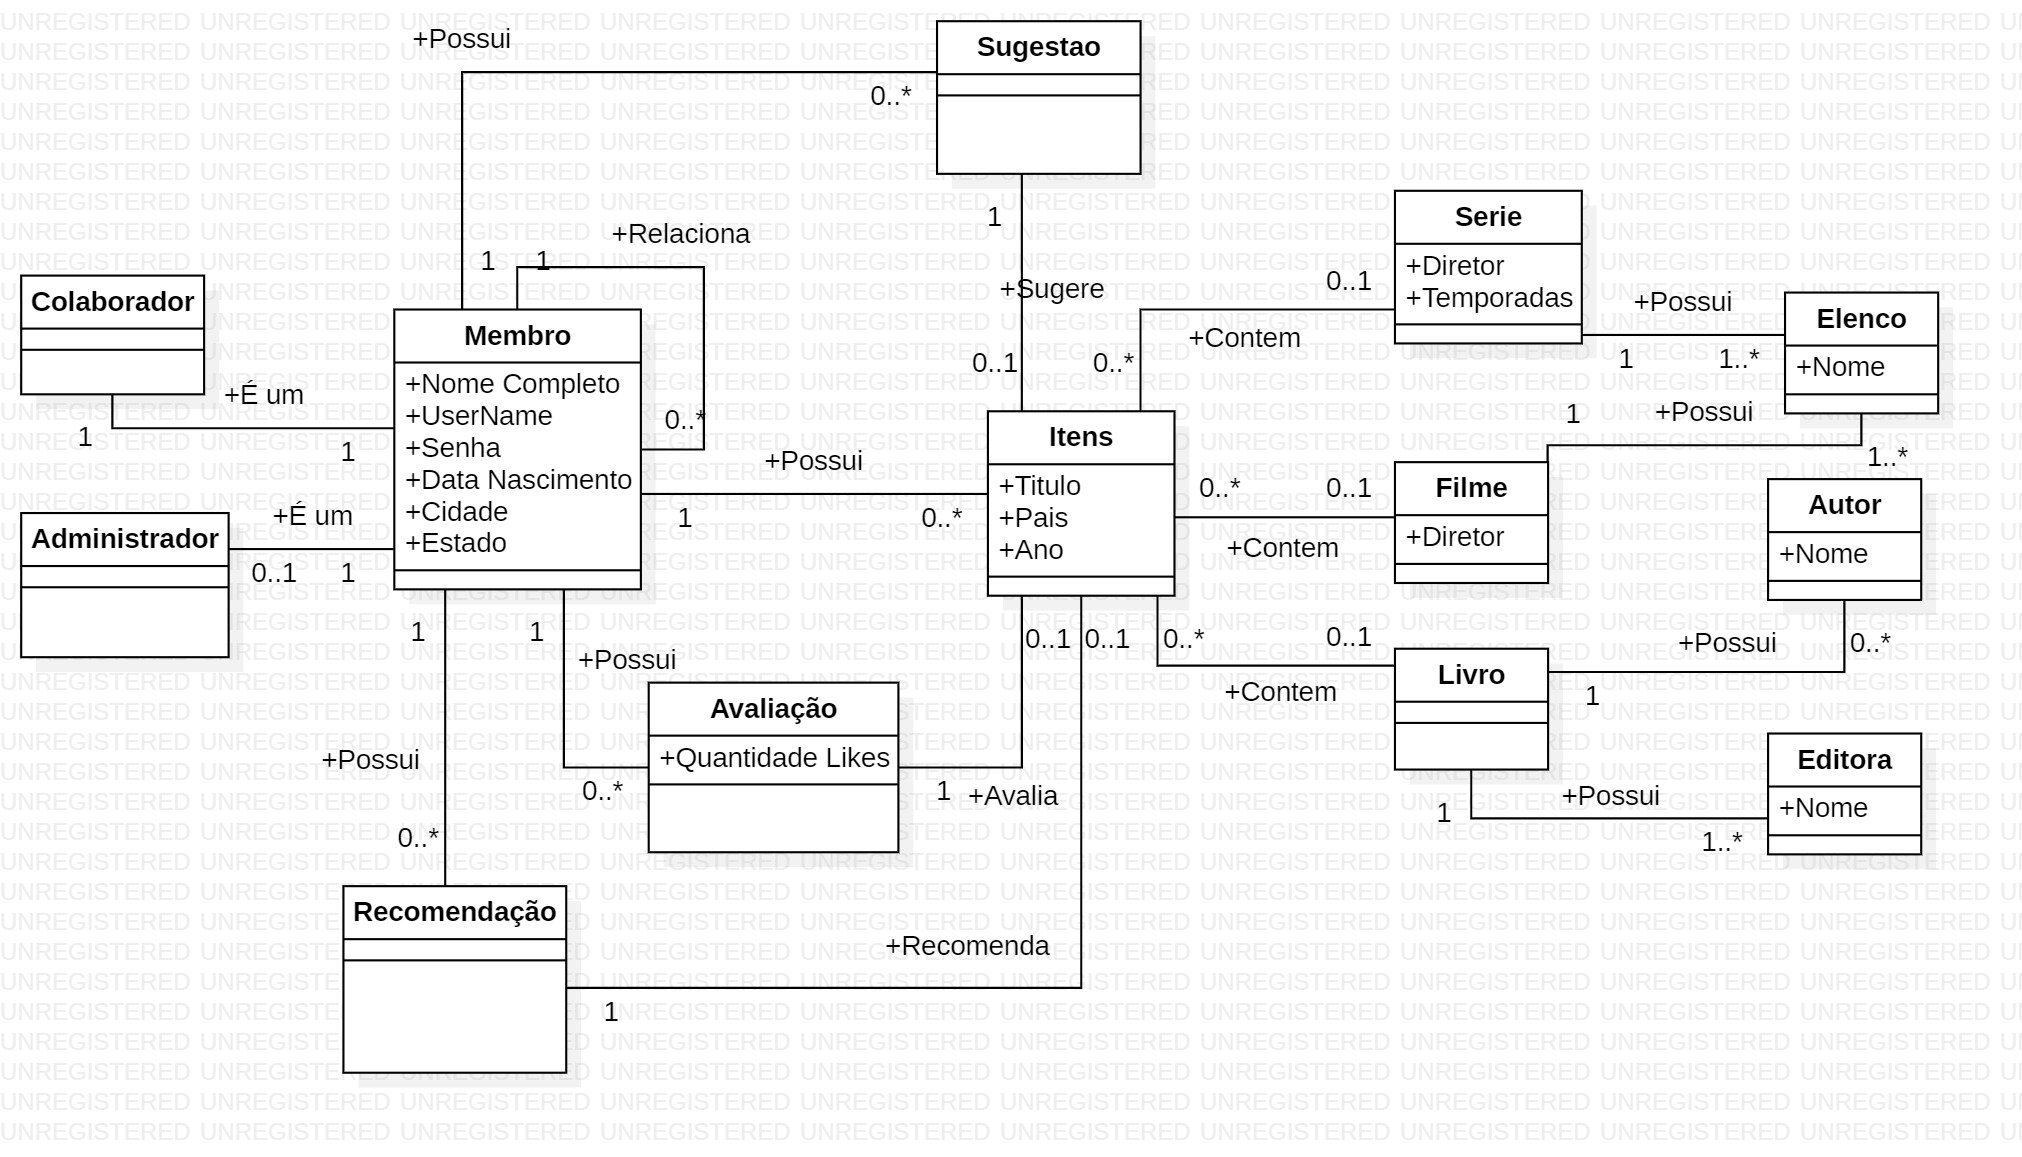 +Possui
Sugestao
0..*
1
+Sugere
0..1
+Relaciona
1
1
0..*
Colaborador
+É um
1
1
Membro
+Nome Completo
+UserName
+Senha
+Data Nascimento
+Cidade
+Estado
Administrador
+É um
0..1
1
+Possui
1
0..*
Itens
+Titulo
+Pais
+Ano
Serie
+Diretor
+Temporadas
0..1
+Contem
0..*
+Possui
1
1..*
Elenco
+Nome
1
+Possui
1..*
0..*
0..1
+Contem
Filme
+Diretor
Autor
+Nome
+Possui
0..*
1
0..1
0..1
0..*
0..1
+Contem
Livro
+Possui
1
1..*
Editora
+Nome
1
1
+Possui
Avaliação
+Quantidade Likes
0..*
1
+Avalia
+Possui
0..*
Recomendação
+Recomenda
1
UNREGISTERED